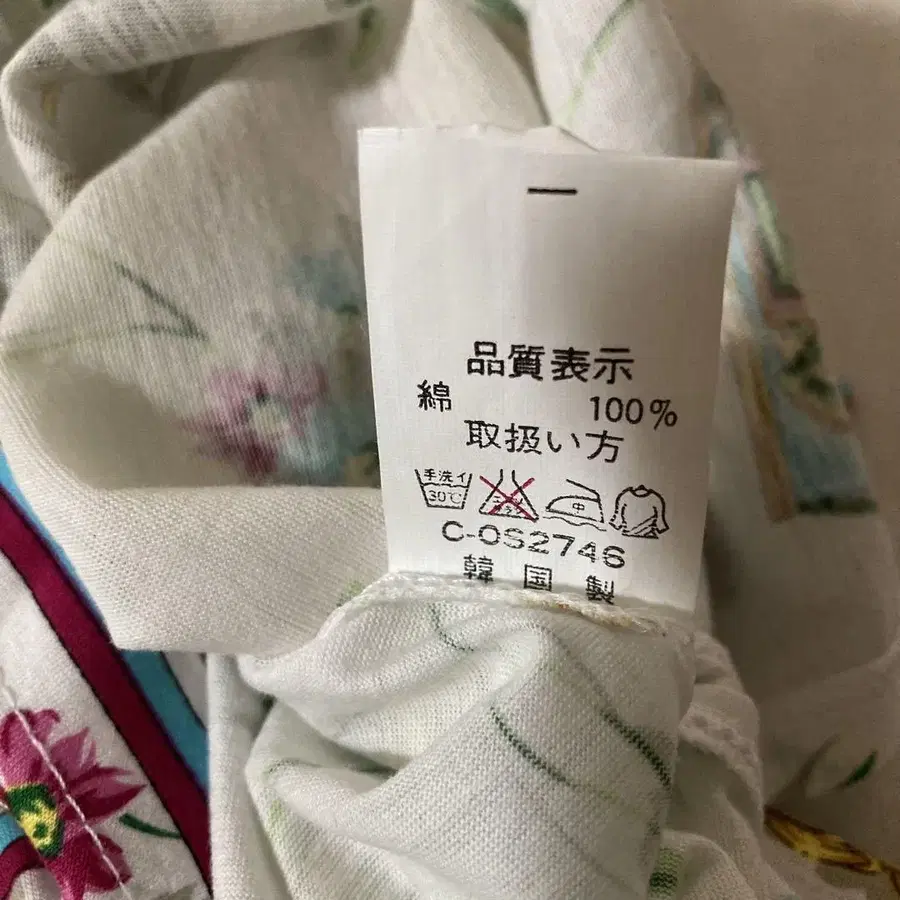 品質表示
綿 100%
取扱い方
手洗イ
30℃
中
C-OS2746
韓国製